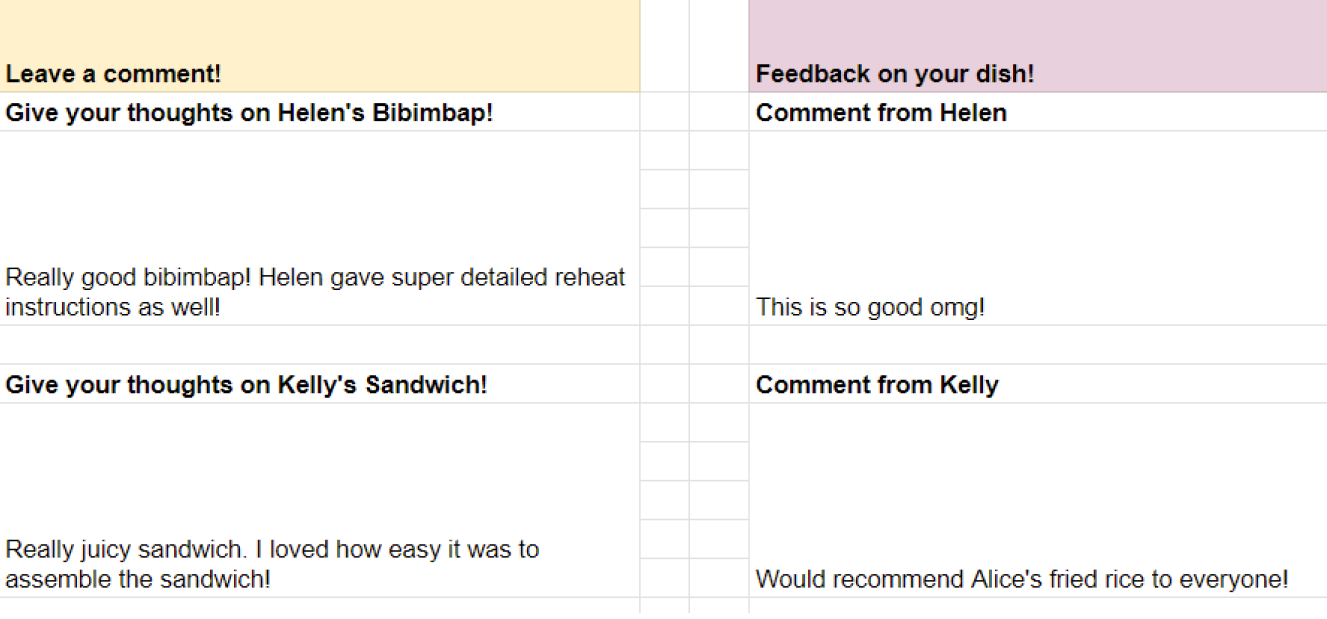 Leave a comment!
Feedback on your dish!
Give your thoughts on Helen's Bibimbap!
Comment from Helen
Really good bibimbap! Helen gave super detailed reheat
instructions as well!
This is so good omg!
Give your thoughts on Kelly's Sandwich!
Comment from Kelly
Really juicy sandwich. I loved how easy it was to
assemble the sandwich!
Would recommend Alice's fried rice to everyone!